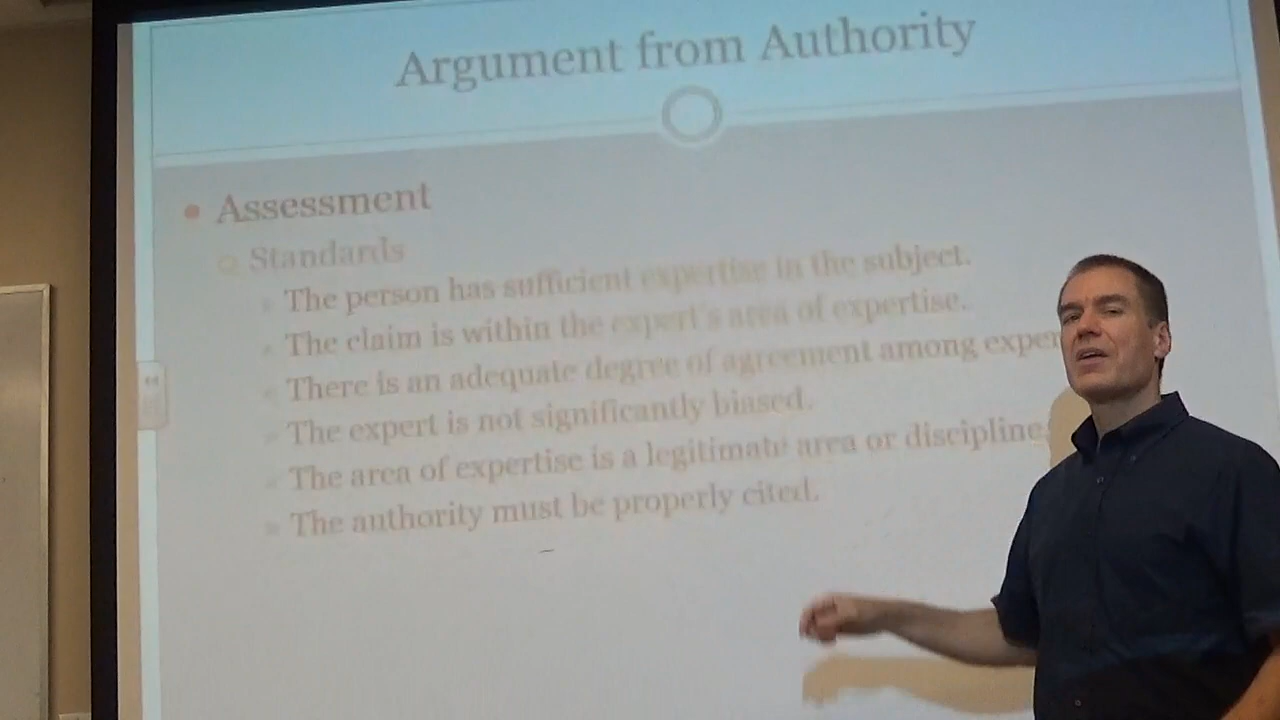 Argument from Authority
Assessment
Standards
The person has sufficient expertise in the subject.
The claim is within the expert's area of expertise.
There is an adequate degree of agreement among exper
The expert is not significantly biased.
The area of expertise is a legitimate area or discipline.
The authority must be properly cited.